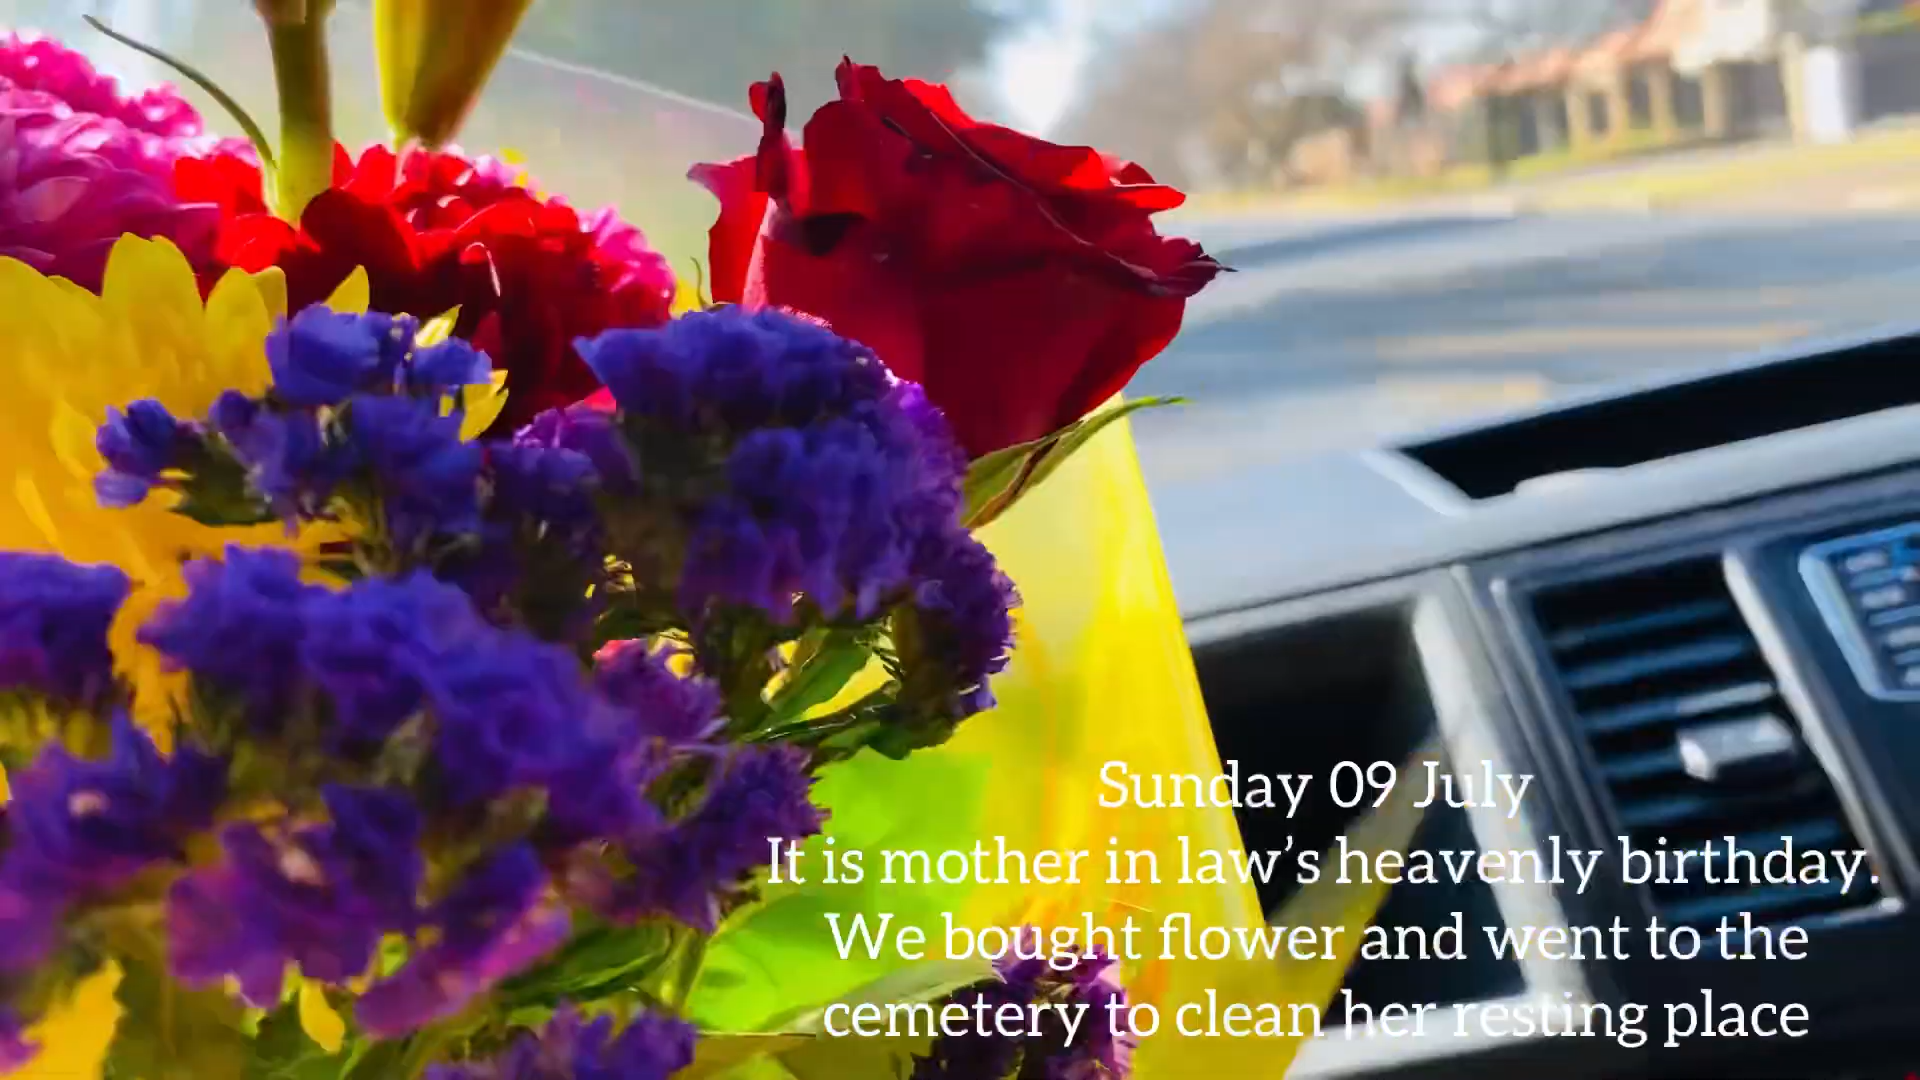 Sunday 09 July
It is mother in law’s heavenly birthday.
We bought flower and went to the
cemetery to clean her resting place